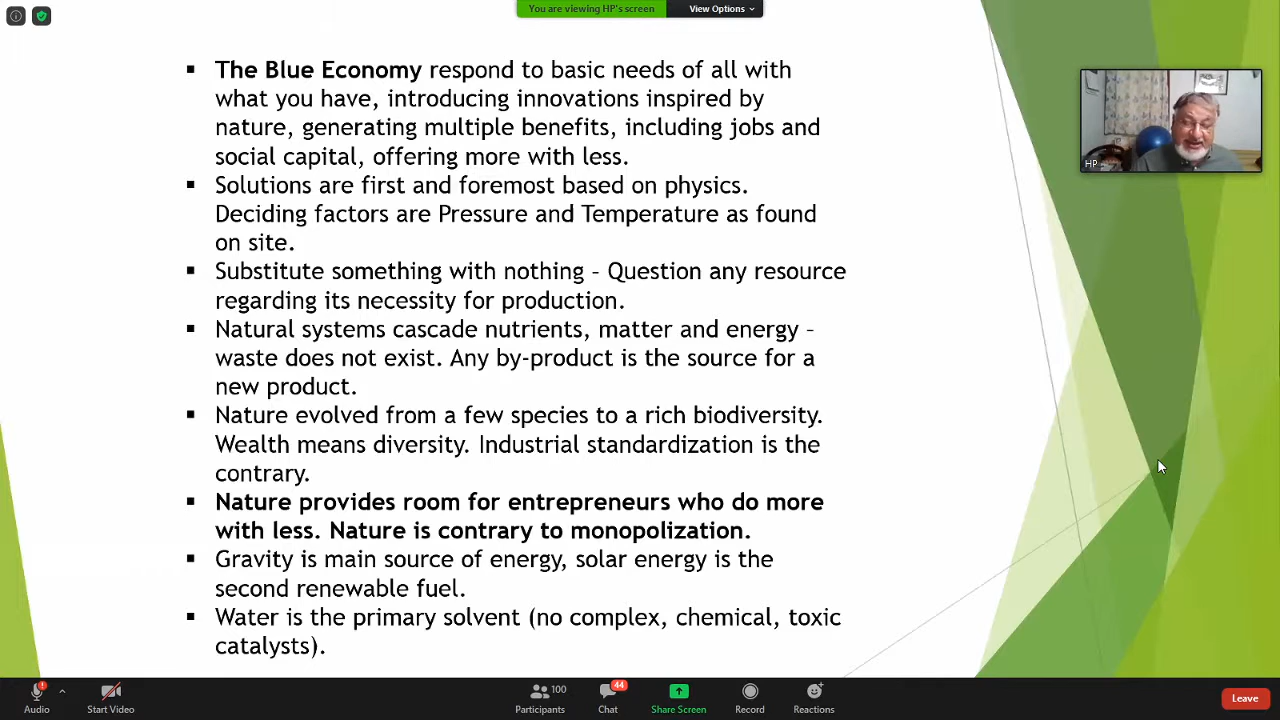 You are viewing HP's screen
View Options
▪ The Blue Economy respond to basic needs of all with
what you have, introducing innovations inspired by
nature, generating multiple benefits, including jobs and
social capital, offering more with less.
▪ Solutions are first and foremost based on physics.
Deciding factors are Pressure and Temperature as found
on site.
▪ Substitute something with nothing – Question any resource
regarding its necessity for production.
▪ Natural systems cascade nutrients, matter and energy –
waste does not exist. Any by-product is the source for a
new product.
▪ Nature evolved from a few species to a rich biodiversity.
Wealth means diversity. Industrial standardization is the
contrary.
▪ Nature provides room for entrepreneurs who do more
with less. Nature is contrary to monopolization.
▪ Gravity is main source of energy, solar energy is the
second renewable fuel.
▪ Water is the primary solvent (no complex, chemical, toxic
catalysts).
HP
Audio
Start Video
100
Participants
44
Chat
Share Screen
Record
Reactions
Leave